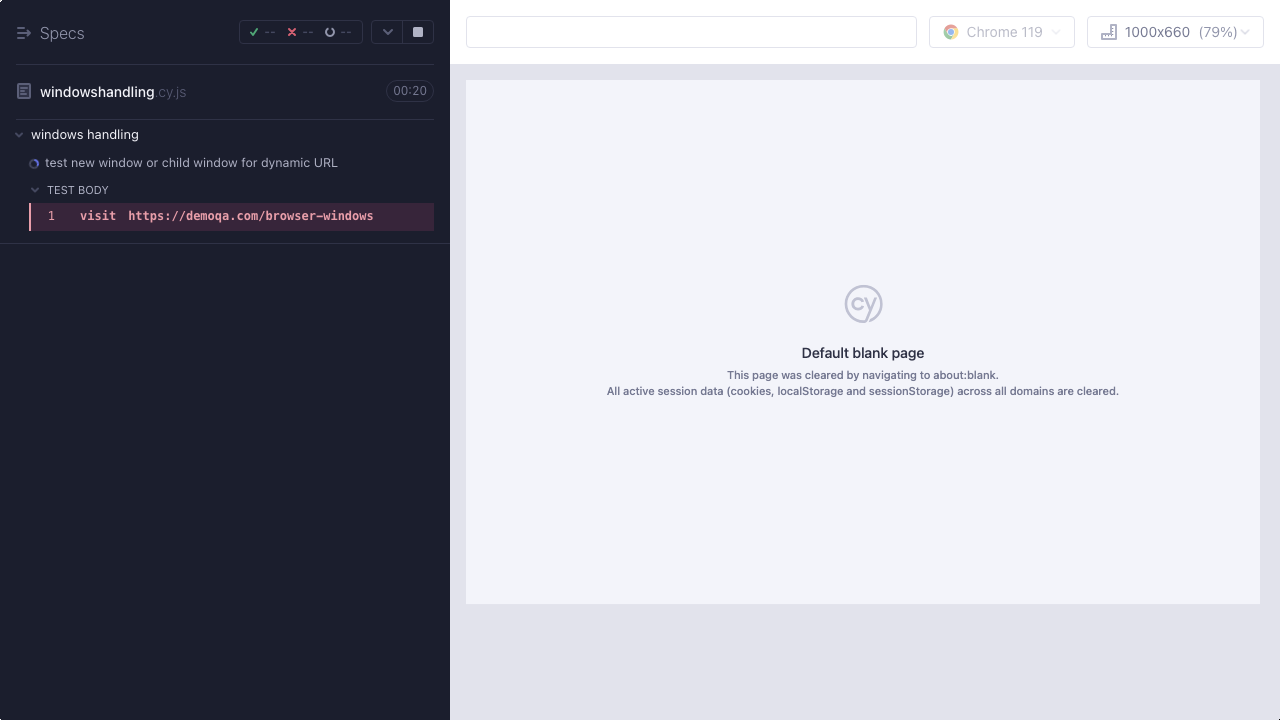 Specs
-- -- --
windowshandling.cy.js 00:20
windows handling
test new window or child window for dynamic URL
TEST BODY
1 visit https://demoqa.com/browser-windows
Chrome 119
1000x660 (79%)
cy
Default blank page
This page was cleared by navigating to about:blank.
All active session data (cookies, localStorage and sessionStorage) across all domains are cleared.